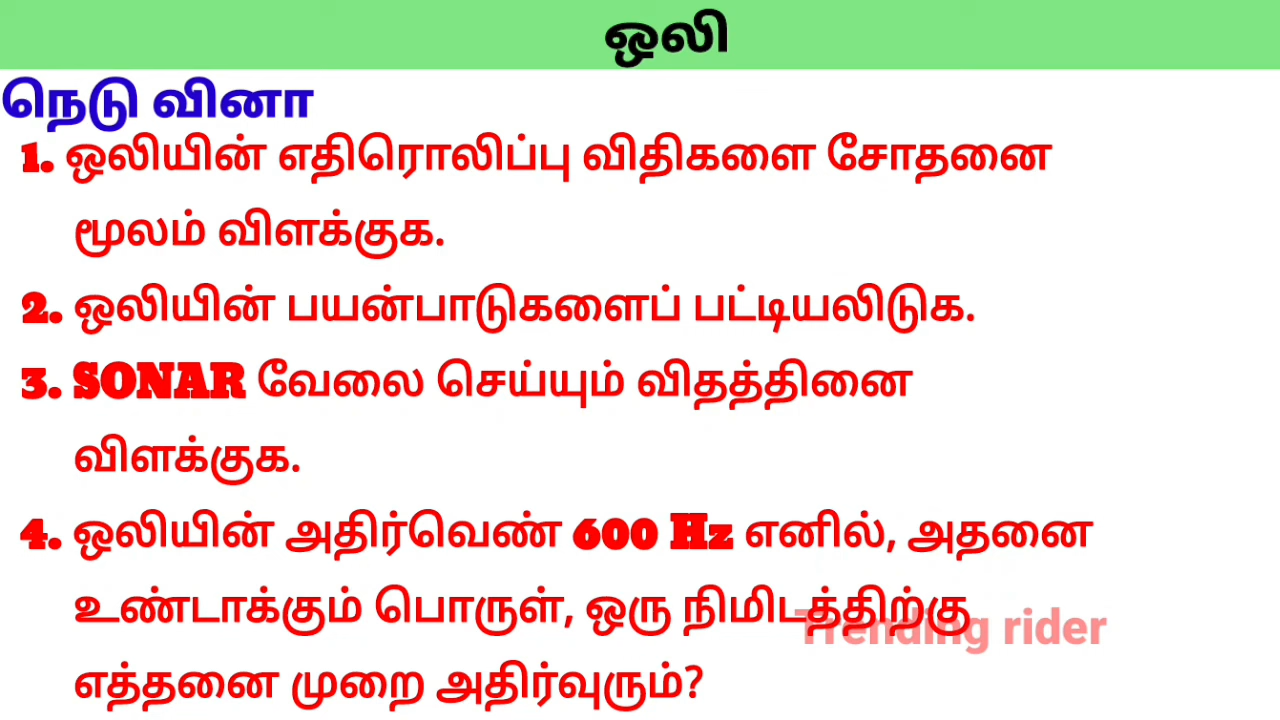 ஒலி
நெடு வினா
1. ஒலியின் எதிரொலிப்பு விதிகளை சோதனை
மூலம் விளக்குக.
2. ஒலியின் பயன்பாடுகளைப் பட்டியலிடுக.
3. SONAR வேலை செய்யும் விதத்தினை
விளக்குக.
4. ஒலியின் அதிர்வெண் 600 Hz எனில், அதனை
உண்டாக்கும் பொருள், ஒரு நிமிடத்திற்கு
Trending rider
எத்தனை முறை அதிர்வுரும்?